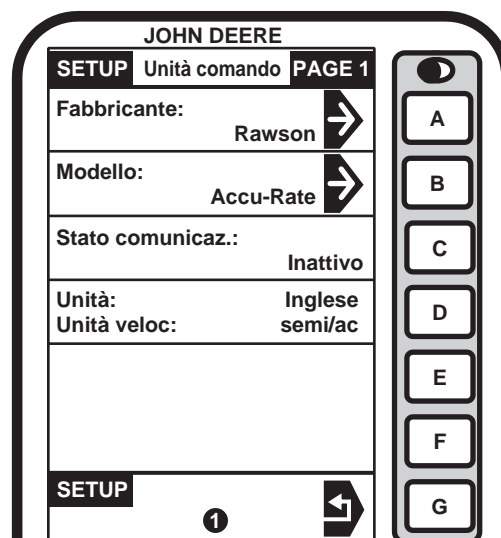 JOHN DEERE
SETUP Unità comando PAGE 1
Fabbricante:
Rawson
Modello:
Accu-Rate
Stato comunicaz.:
Inattivo
Unità: Inglese
Unità veloc: semi/ac
SETUP
1
A
B
C
D
E
F
G